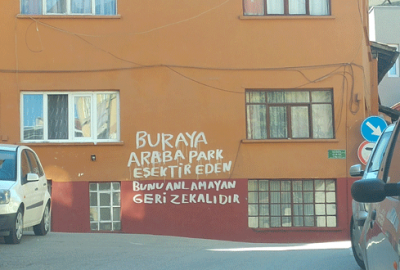 BURAYA
ARABA PARK
EŞEKTİR EDEN
BUNU ANLAMAYAN
GERİ ZEKALIDIR